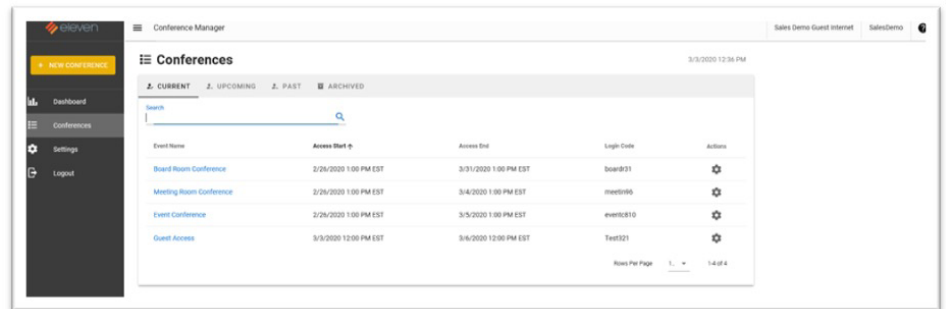 eleven
Conference Manager
Sales Demo Guest Internet
SalesDemo
+ NEW CONFERENCE
Dashboard
Conferences
Settings
Logout
Conferences
3/3/2020 12:36 PM
CURRENT
UPCOMING
PAST
ARCHIVED
Search
Event Name Access Start Access End Login Code Actions
Board Room Conference 2/26/2020 1:00 PM EST 3/31/2020 1:00 PM EST boardr31
Meeting Room Conference 2/26/2020 1:00 PM EST 3/4/2020 1:00 PM EST meetin96
Event Conference 2/26/2020 1:00 PM EST 3/5/2020 1:00 PM EST eventc610
Guest Access 3/3/2020 12:00 PM EST 3/6/2020 12:00 PM EST Test321
Rows Per Page 1.. 1-4 of 4